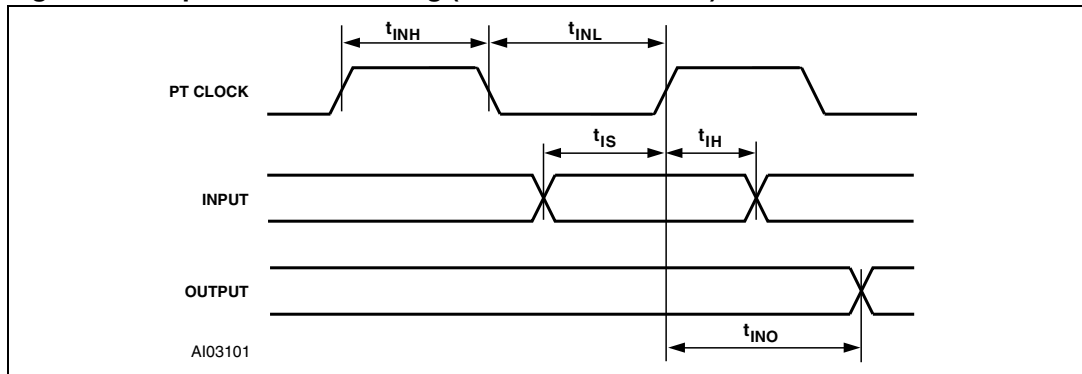 tINH
tINL
PT CLOCK
tIS
tIH
INPUT
OUTPUT
tINO
AI03101